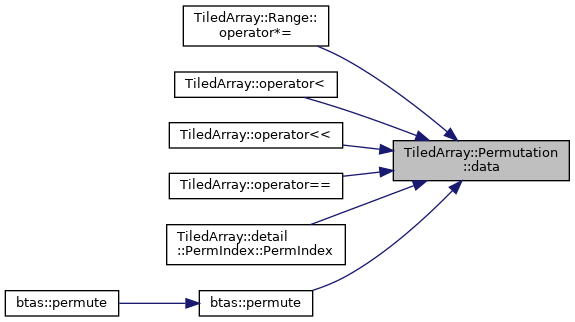 TiledArray::Range::
operator*=
TiledArray::operator<
TiledArray::operator<<
TiledArray::Permutation
::data
TiledArray::operator==
TiledArray::detail
::PermIndex::PermIndex
btas::permute
btas::permute